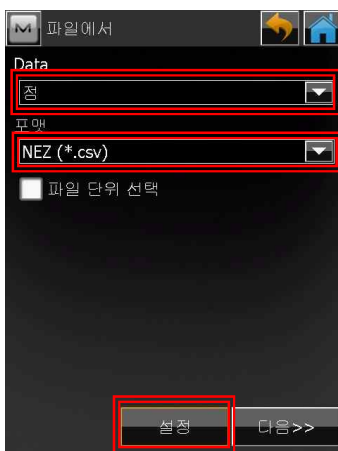 파일에서
Data
점
포맷
NEZ (*.csv)
파일 단위 선택
설정
다음>>